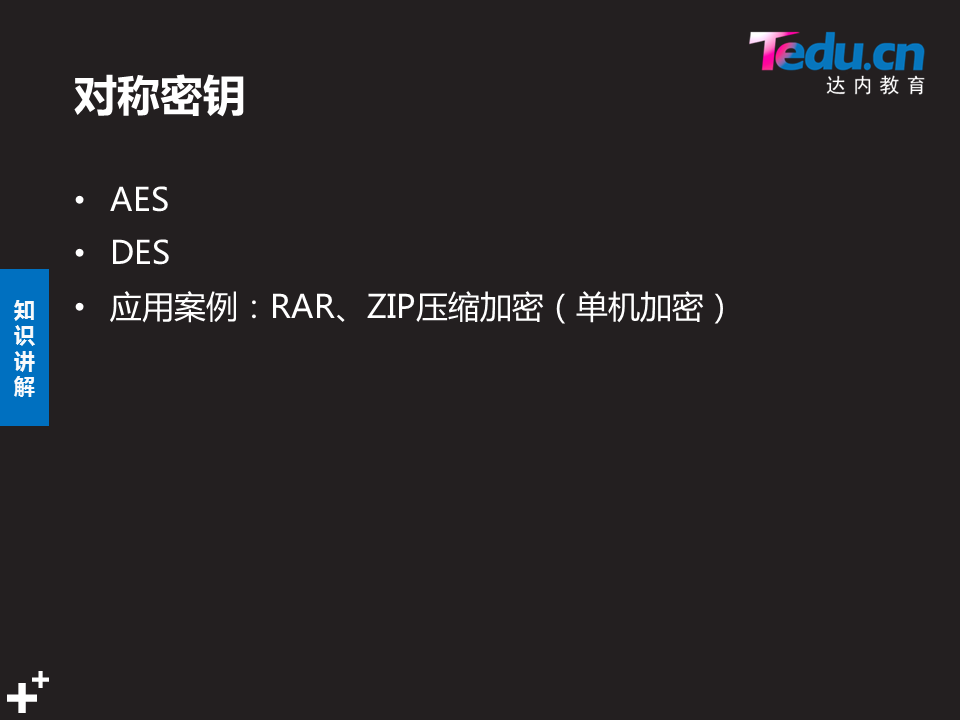 Tedu.cn
达内教育
对称密钥
• AES
• DES
• 应用案例：RAR、ZIP压缩加密（单机加密）
知
识
讲
解